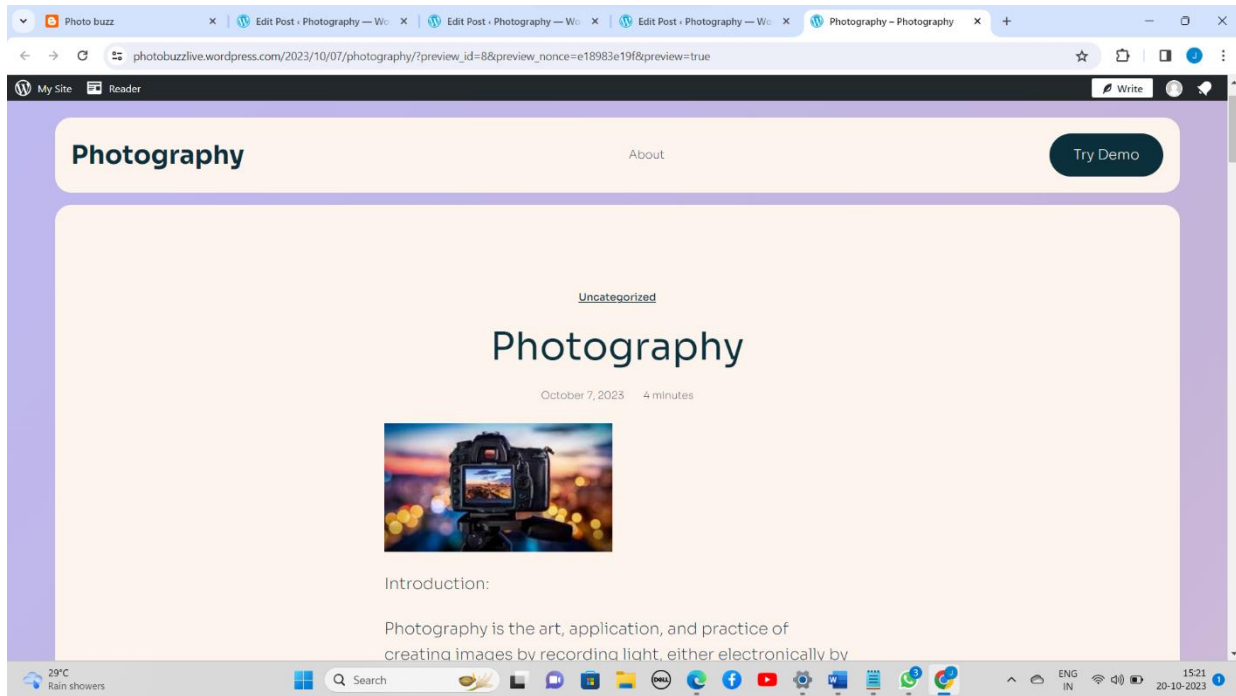 Photo buzz
Edit Post ‹ Photography — Wo
Edit Post ‹ Photography — Wo
Edit Post ‹ Photography — Wo
Photography – Photography
photobuzzlive.wordpress.com/2023/10/07/photography/?preview_id=8&preview_nonce=e18983e19f&preview=true
J
My Site Reader Write
Photography About Try Demo
Uncategorized
Photography
October 7, 2023 4 minutes
Introduction:
Photography is the art, application, and practice of
creating images by recording light, either electronically by
29°C
Rain showers
Search
DELL
3
ENG
IN
15:21
20-10-2023
1